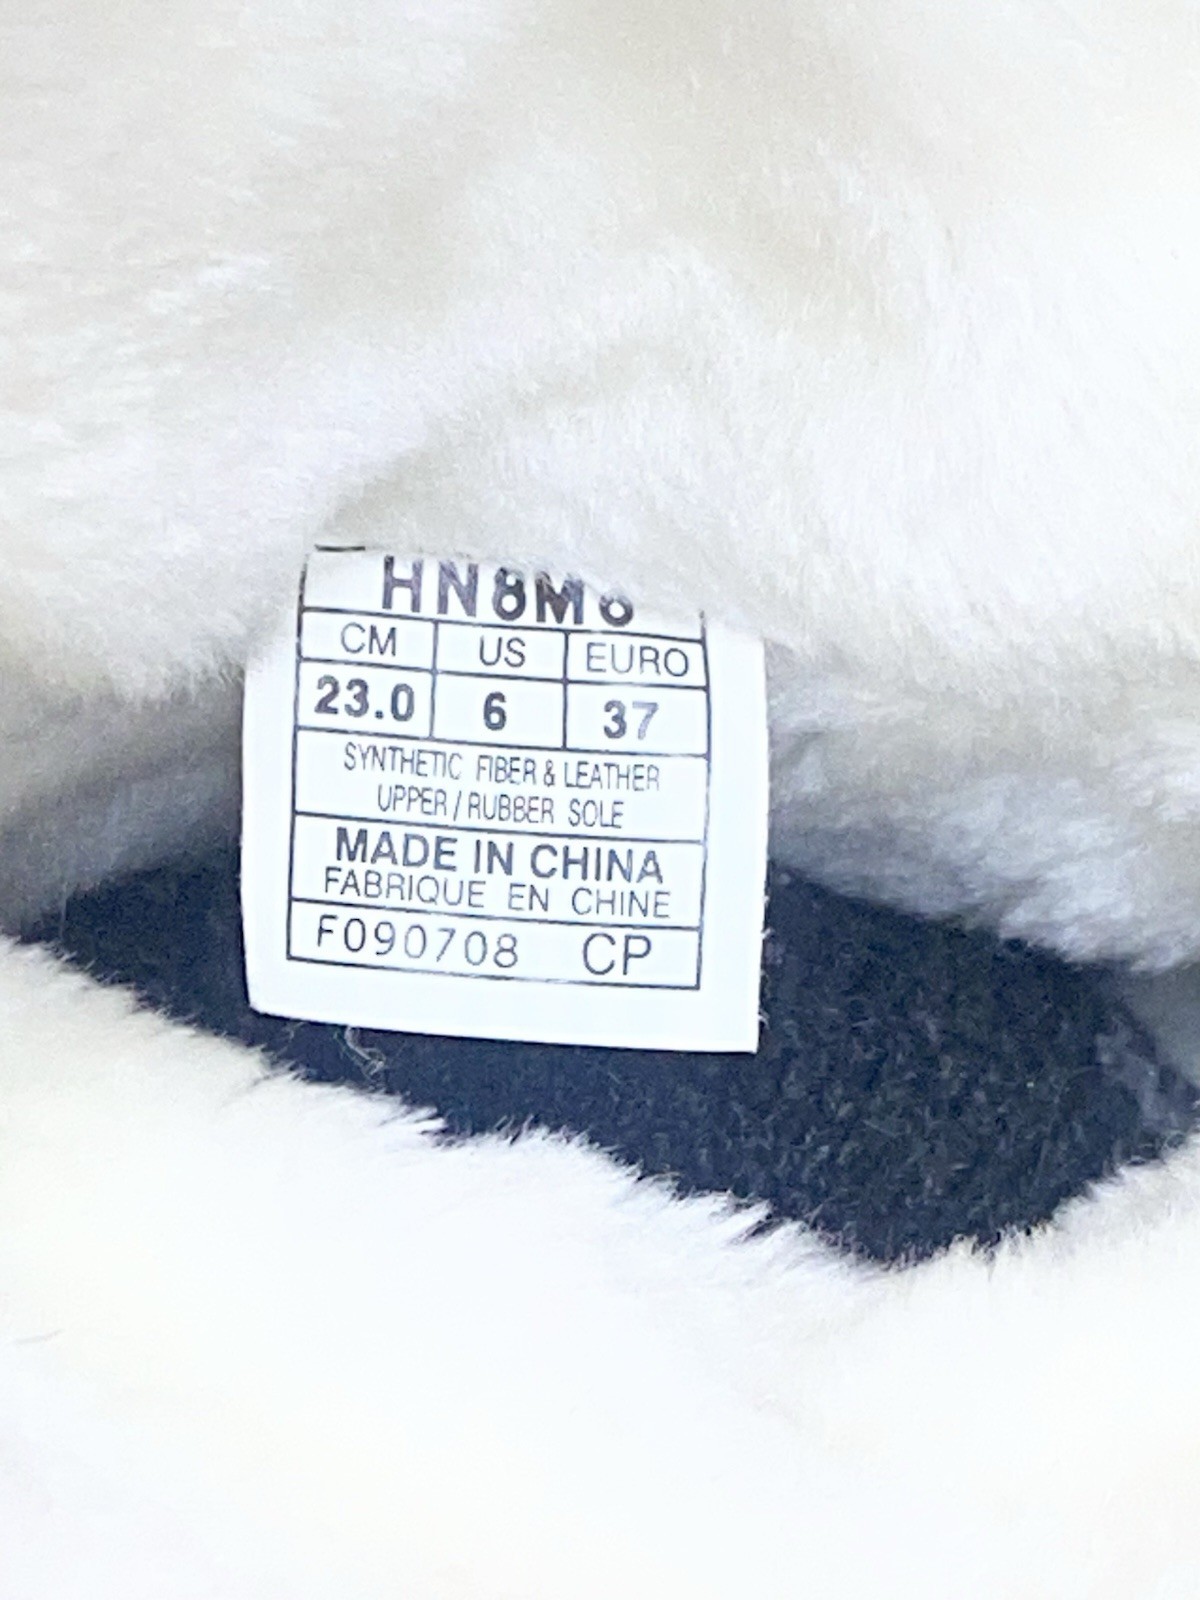 HN8M
CM US EURO
23.0 6 37
SYNTHETIC FIBER & LEATHER
UPPER / RUBBER SOLE
MADE IN CHINA
FABRIQUE EN CHINE
F090708 CP